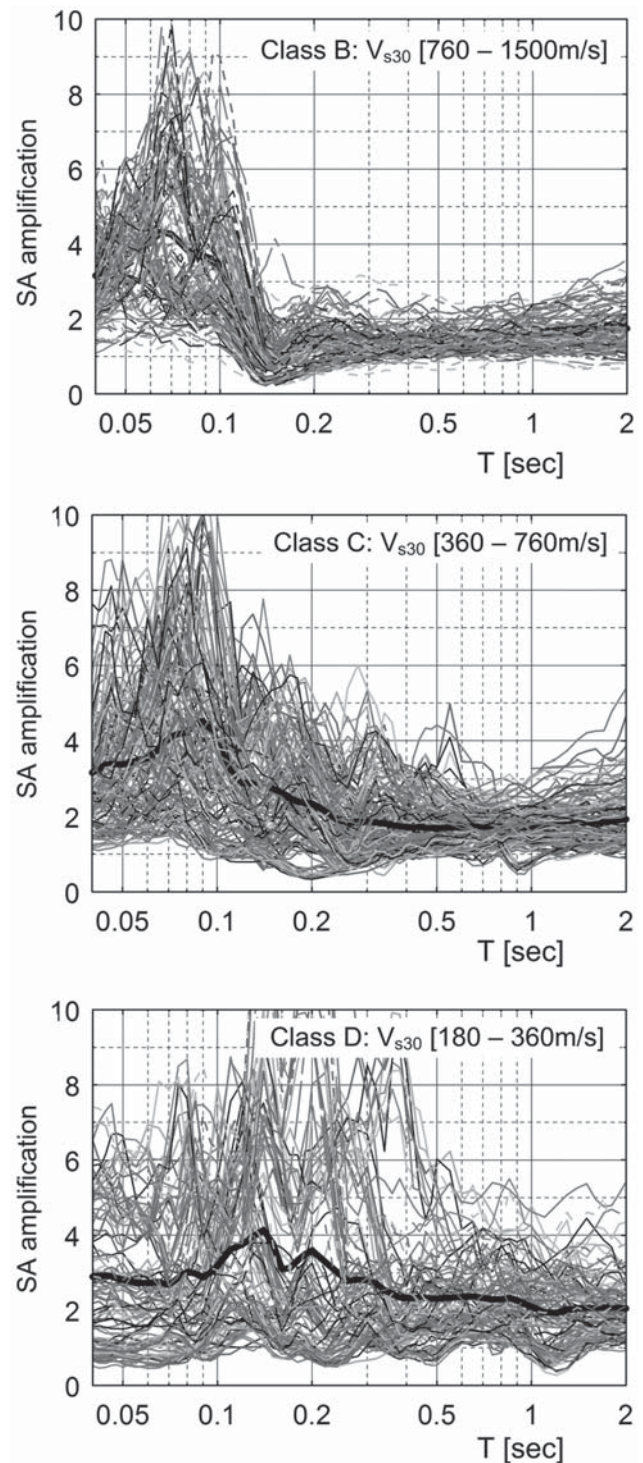 Class B: Vs30 [760 – 1500m/s]
SA amplification
10
8
6
4
2
0
0.05 0.1 0.2 0.5 1 2
T [sec]
Class C: Vs30 [360 – 760m/s]
SA amplification
10
8
6
4
2
0
0.05 0.1 0.2 0.5 1 2
T [sec]
Class D: Vs30 [180 – 360m/s]
SA amplification
10
8
6
4
2
0
0.05 0.1 0.2 0.5 1 2
T [sec]